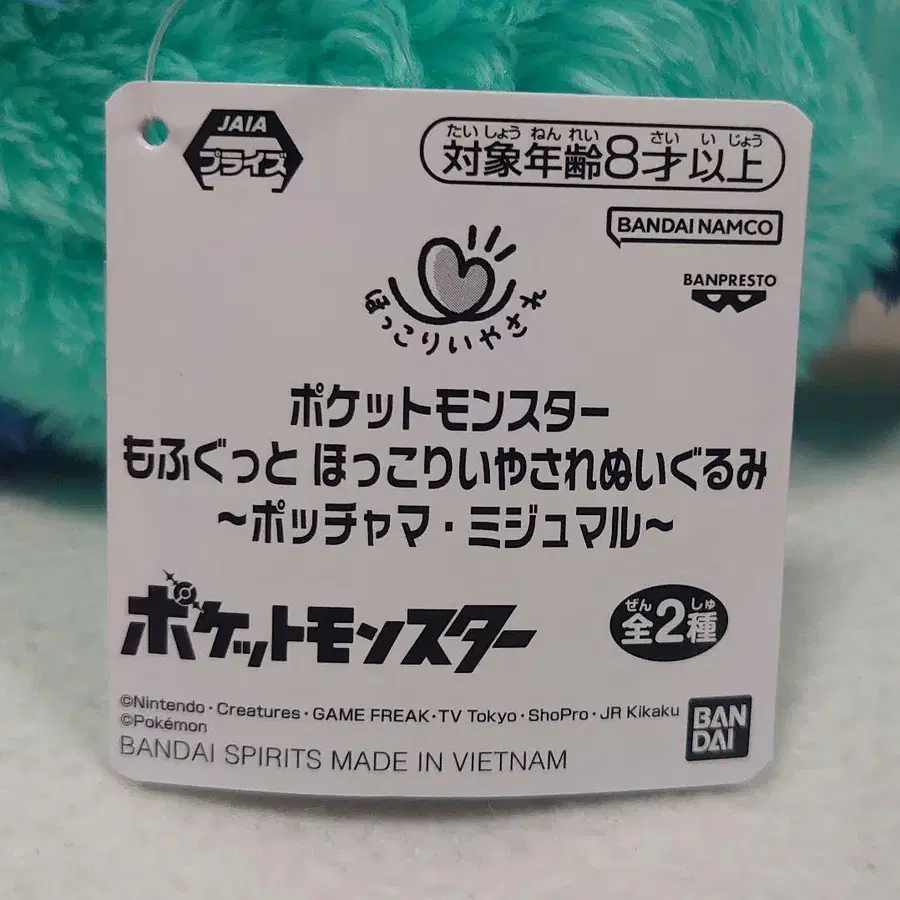 JAIA
プライズ
たいしょうねんれい さいいじょう
対象年齢8才以上
BANDAI NAMCO
BANPRESTO
ほっこりいやされ
ポケットモンスター
もふぐっと ほっこりいやされぬいぐるみ
〜ポッチャマ・ミジュマル〜
ポケットモンスター
ぜん しゅ
全2種
©Nintendo・Creatures・GAME FREAK・TV Tokyo・ShoPro・JR Kikaku
©Pokémon
BANDAI SPIRITS MADE IN VIETNAM
BAN
DAI